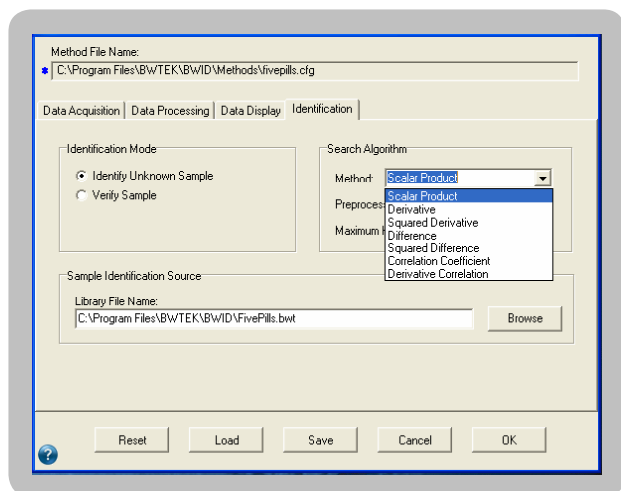 Method File Name:
* C:\Program Files\BWTEK\BWID\Methods\fivepills.cfg
Data Acquisition Data Processing Data Display Identification
Identification Mode
Identify Unknown Sample
Verify Sample
Search Algorithm
Method: Scalar Product
Scalar Product
Derivative
Squared Derivative
Difference
Squared Difference
Correlation Coefficient
Derivative Correlation
Maximum
Sample Identification Source
Library File Name:
C:\Program Files\BWTEK\BWID\FivePills.bwt
Browse
Reset Load Save Cancel OK
?